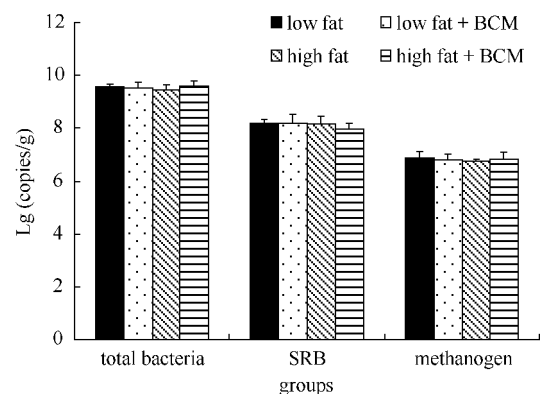 12
10
8
6
4
2
0
Lg (copies/g)
low fat
low fat + BCM
high fat
high fat + BCM
total bacteria
SRB
methanogen
groups